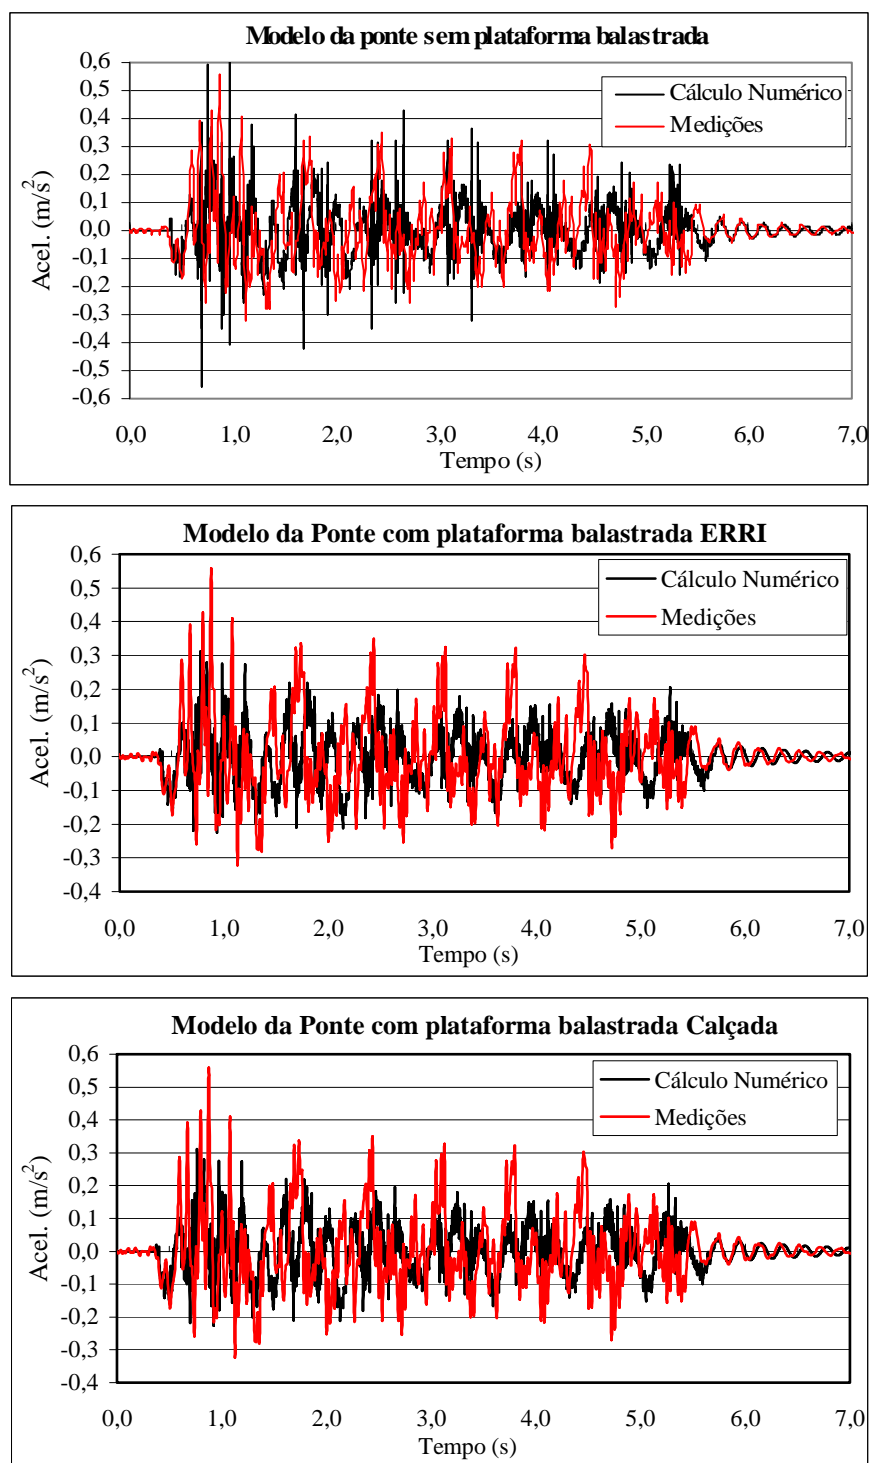 Modelo da ponte sem plataforma balastrada
0,6
0,5
0,4
0,3
0,2
0,1
0,0
-0,1
-0,2
-0,3
-0,4
-0,5
-0,6
Acel. (m/s²)
Cálculo Numérico
Medições
0,0 1,0 2,0 3,0 4,0 5,0 6,0 7,0
Tempo (s)
Modelo da Ponte com plataforma balastrada ERRI
0,6
0,5
0,4
0,3
0,2
0,1
0,0
-0,1
-0,2
-0,3
-0,4
Acel. (m/s²)
Cálculo Numérico
Medições
0,0 1,0 2,0 3,0 4,0 5,0 6,0 7,0
Tempo (s)
Modelo da Ponte com plataforma balastrada Calçada
0,6
0,5
0,4
0,3
0,2
0,1
0,0
-0,1
-0,2
-0,3
-0,4
Acel. (m/s²)
Cálculo Numérico
Medições
0,0 1,0 2,0 3,0 4,0 5,0 6,0 7,0
Tempo (s)